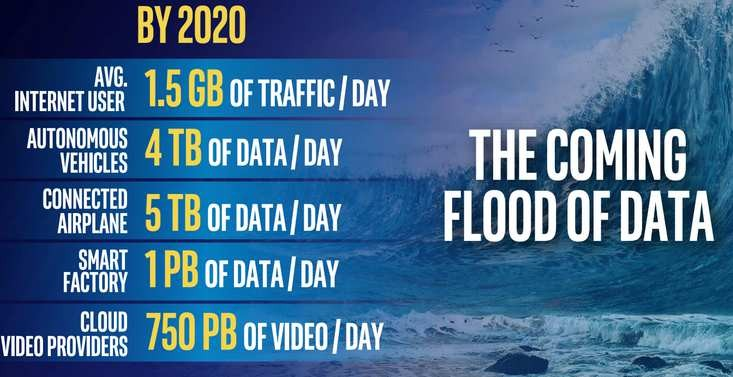 BY 2020
AVG.
INTERNET USER
1.5 GB OF TRAFFIC / DAY
AUTONOMOUS
VEHICLES
4 TB OF DATA / DAY
CONNECTED
AIRPLANE
5 TB OF DATA / DAY
SMART
FACTORY
1 PB OF DATA / DAY
CLOUD
VIDEO PROVIDERS
750 PB OF VIDEO / DAY
THE COMING
FLOOD OF DATA